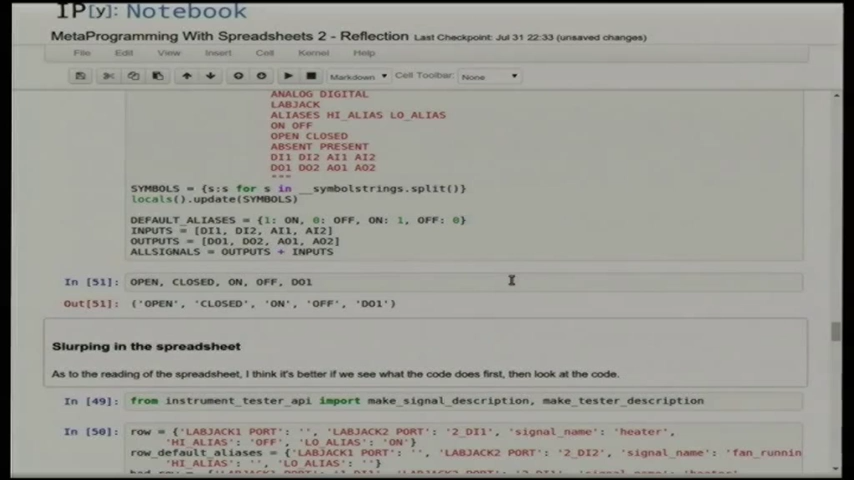 IP[y]: Notebook
MetaProgramming With Spreadsheets 2 - Reflection Last Checkpoint: Jul 31 22:33 (unsaved changes)
File Edit View Insert Cell Kernel Help
Markdown Cell Toolbar: None
ANALOG DIGITAL
LABJACK
ALIASES HI_ALIAS LO_ALIAS
ON OFF
OPEN CLOSED
ABSENT PRESENT
DI1 DI2 AI1 AI2
DO1 DO2 AO1 AO2
"""
SYMBOLS = {s:s for s in __symbolstrings.split()}
locals().update(SYMBOLS)
DEFAULT_ALIASES = {1: ON, 0: OFF, ON: 1, OFF: 0}
INPUTS = [DI1, DI2, AI1, AI2]
OUTPUTS = [DO1, DO2, AO1, AO2]
ALLSIGNALS = OUTPUTS + INPUTS
In [51]: OPEN, CLOSED, ON, OFF, DO1
Out[51]: ('OPEN', 'CLOSED', 'ON', 'OFF', 'DO1')
Slurping in the spreadsheet
As to the reading of the spreadsheet, I think it's better if we see what the code does first, then look at the code.
In [49]: from instrument_tester_api import make_signal_description, make_tester_description
In [50]: row = {'LABJACK1 PORT': '', 'LABJACK2 PORT': '2_DI1', 'signal_name': 'heater',
'HI_ALIAS': 'OFF', 'LO_ALIAS': 'ON'}
row_default_aliases = {'LABJACK1 PORT': '', 'LABJACK2 PORT': '2_DI2', 'signal_name': 'fan_runnin
'HI_ALIAS': '', 'LO_ALIAS': ''}